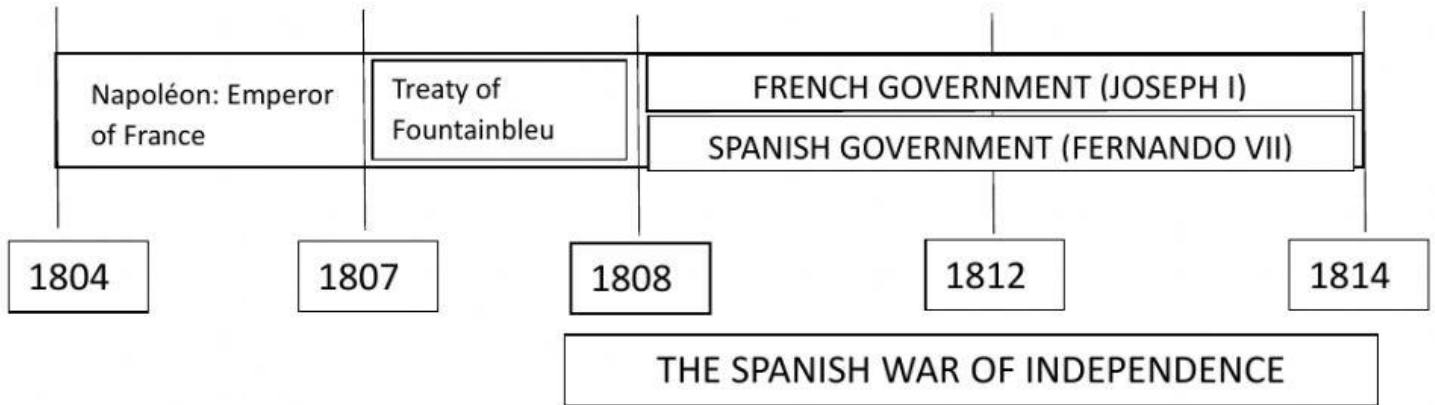 Napoléon: Emperor
of France
Treaty of
Fountainbleu
FRENCH GOVERNMENT (JOSEPH I)
SPANISH GOVERNMENT (FERNANDO VII)
1804
1807
1808
1812
1814
THE SPANISH WAR OF INDEPENDENCE